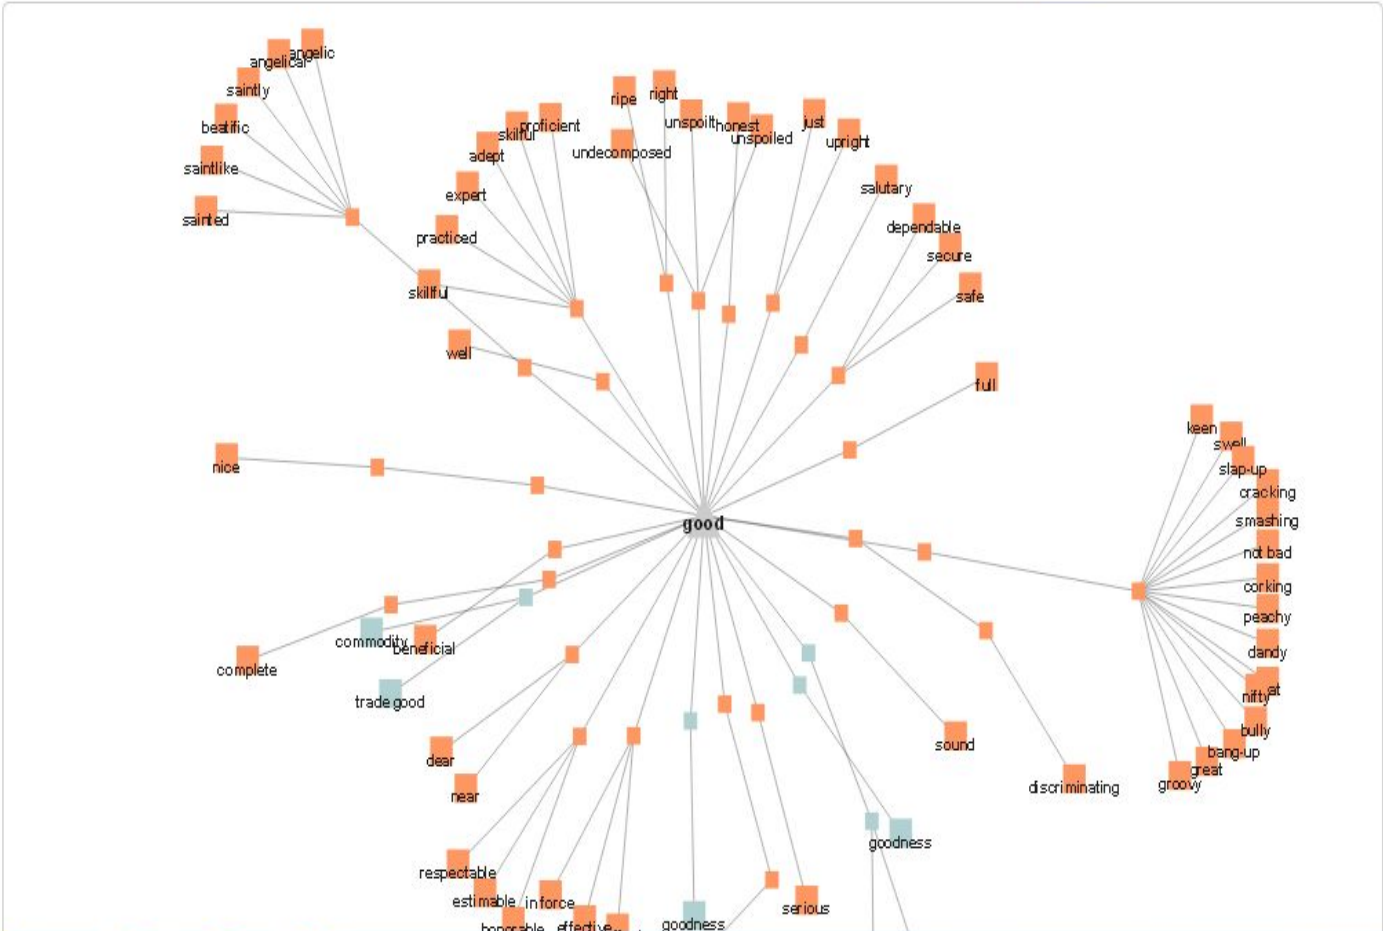 angelic
angelical
saintly
beatific
saintlike
sainted
ripe
right
unspoilt
honest
unspoiled
just
upright
undecomposed
proficient
skilful
adept
expert
practiced
skillful
well
salutary
dependable
secure
safe
full
nice
good
keen
swell
slap-up
cracking
smashing
not bad
corking
peachy
dandy
nifty
bully
bang-up
great
groovy
commodity
beneficial
complete
trade good
dear
near
sound
discriminating
goodness
respectable
estimable
in force
honorable
effective
goodness
serious